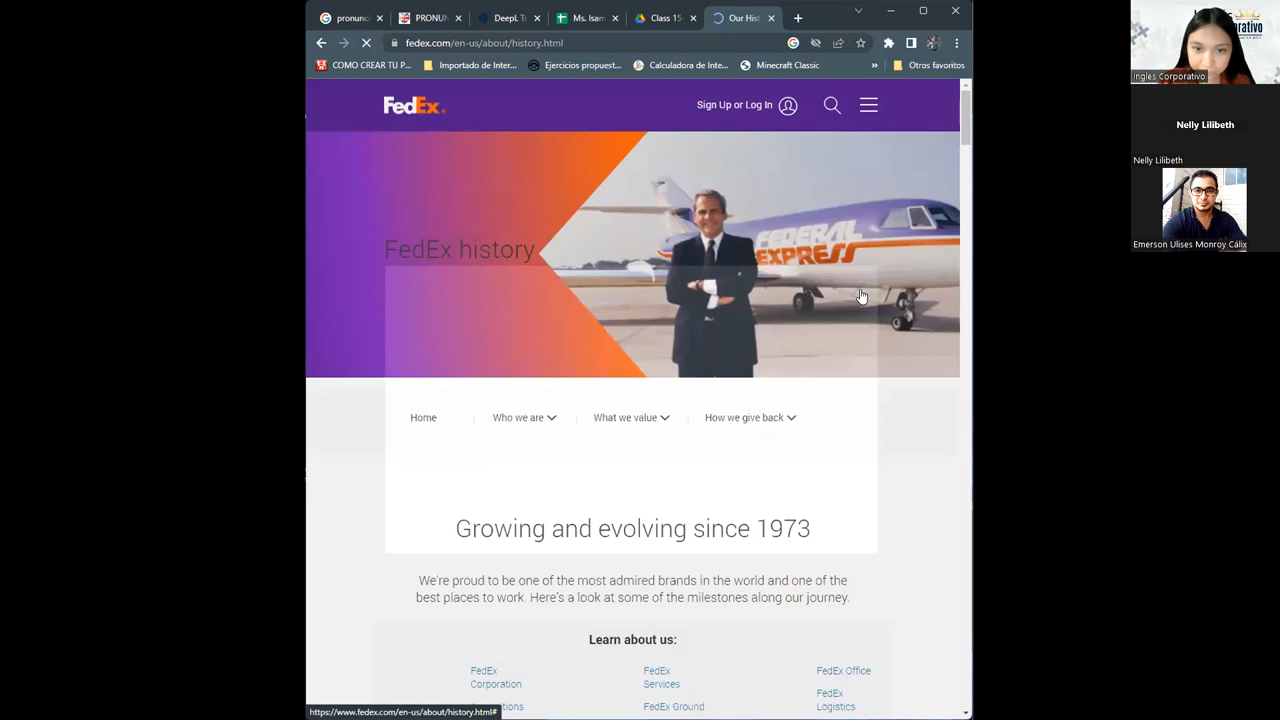 pronunci
PRONUN
DeepL Tr
Ms. Isam
Class 15
Our Hist
fedex.com/en-us/about/history.html
COMO CREAR TU P...
Importado de Inter...
Ejercicios propuest...
Calculadora de Inte...
Minecraft Classic
»
Otros favoritos
FedEx
Sign Up or Log In
FEDERAL
EXPRESS
FedEx history
Home
Who we are
What we value
How we give back
Growing and evolving since 1973
We're proud to be one of the most admired brands in the world and one of the
best places to work. Here's a look at some of the milestones along our journey.
Learn about us:
FedEx
Corporation
FedEx
Services
FedEx Ground
FedEx Office
FedEx
Logistics
https://www.fedex.com/en-us/about/history.html#
Ingles Corporativo
Nelly Lilibeth
Nelly Lilibeth
Emerson Ulises Monroy Cálix